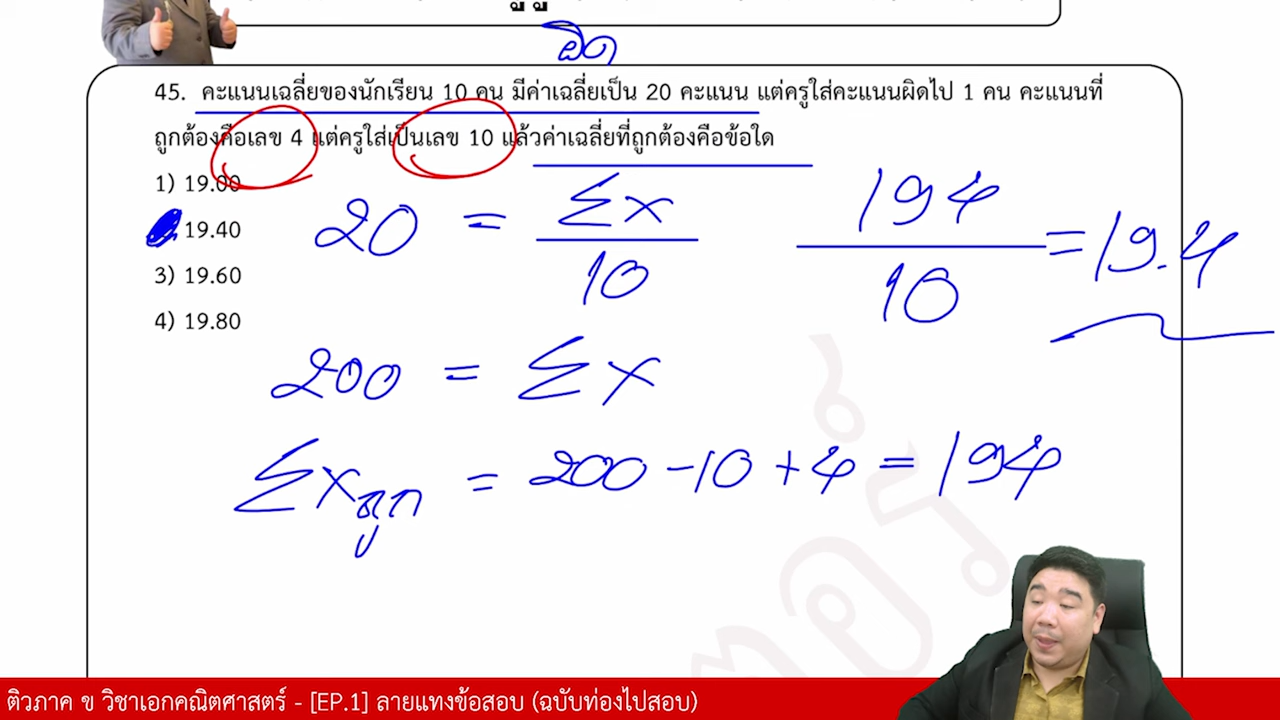 ผิด
45. คะแนนเฉลี่ยของนักเรียน 10 คน มีค่าเฉลี่ยเป็น 20 คะแนน แต่ครูใส่คะแนนผิดไป 1 คน คะแนนที่
ถูกต้องคือเลข 4 แต่ครูใส่เป็นเลข 10 แล้วค่าเฉลี่ยที่ถูกต้องคือข้อใด
1) 19.00
19.40
3) 19.60
4) 19.80
20 = Σx / 10
194 / 10 = 19.4
200 = Σx
Σxถูก = 200 - 10 + 4 = 194
ติวภาค ข วิชาเอกคณิตศาสตร์ - [EP.1] ลายแทงข้อสอบ (ฉบับท่องไปสอบ)